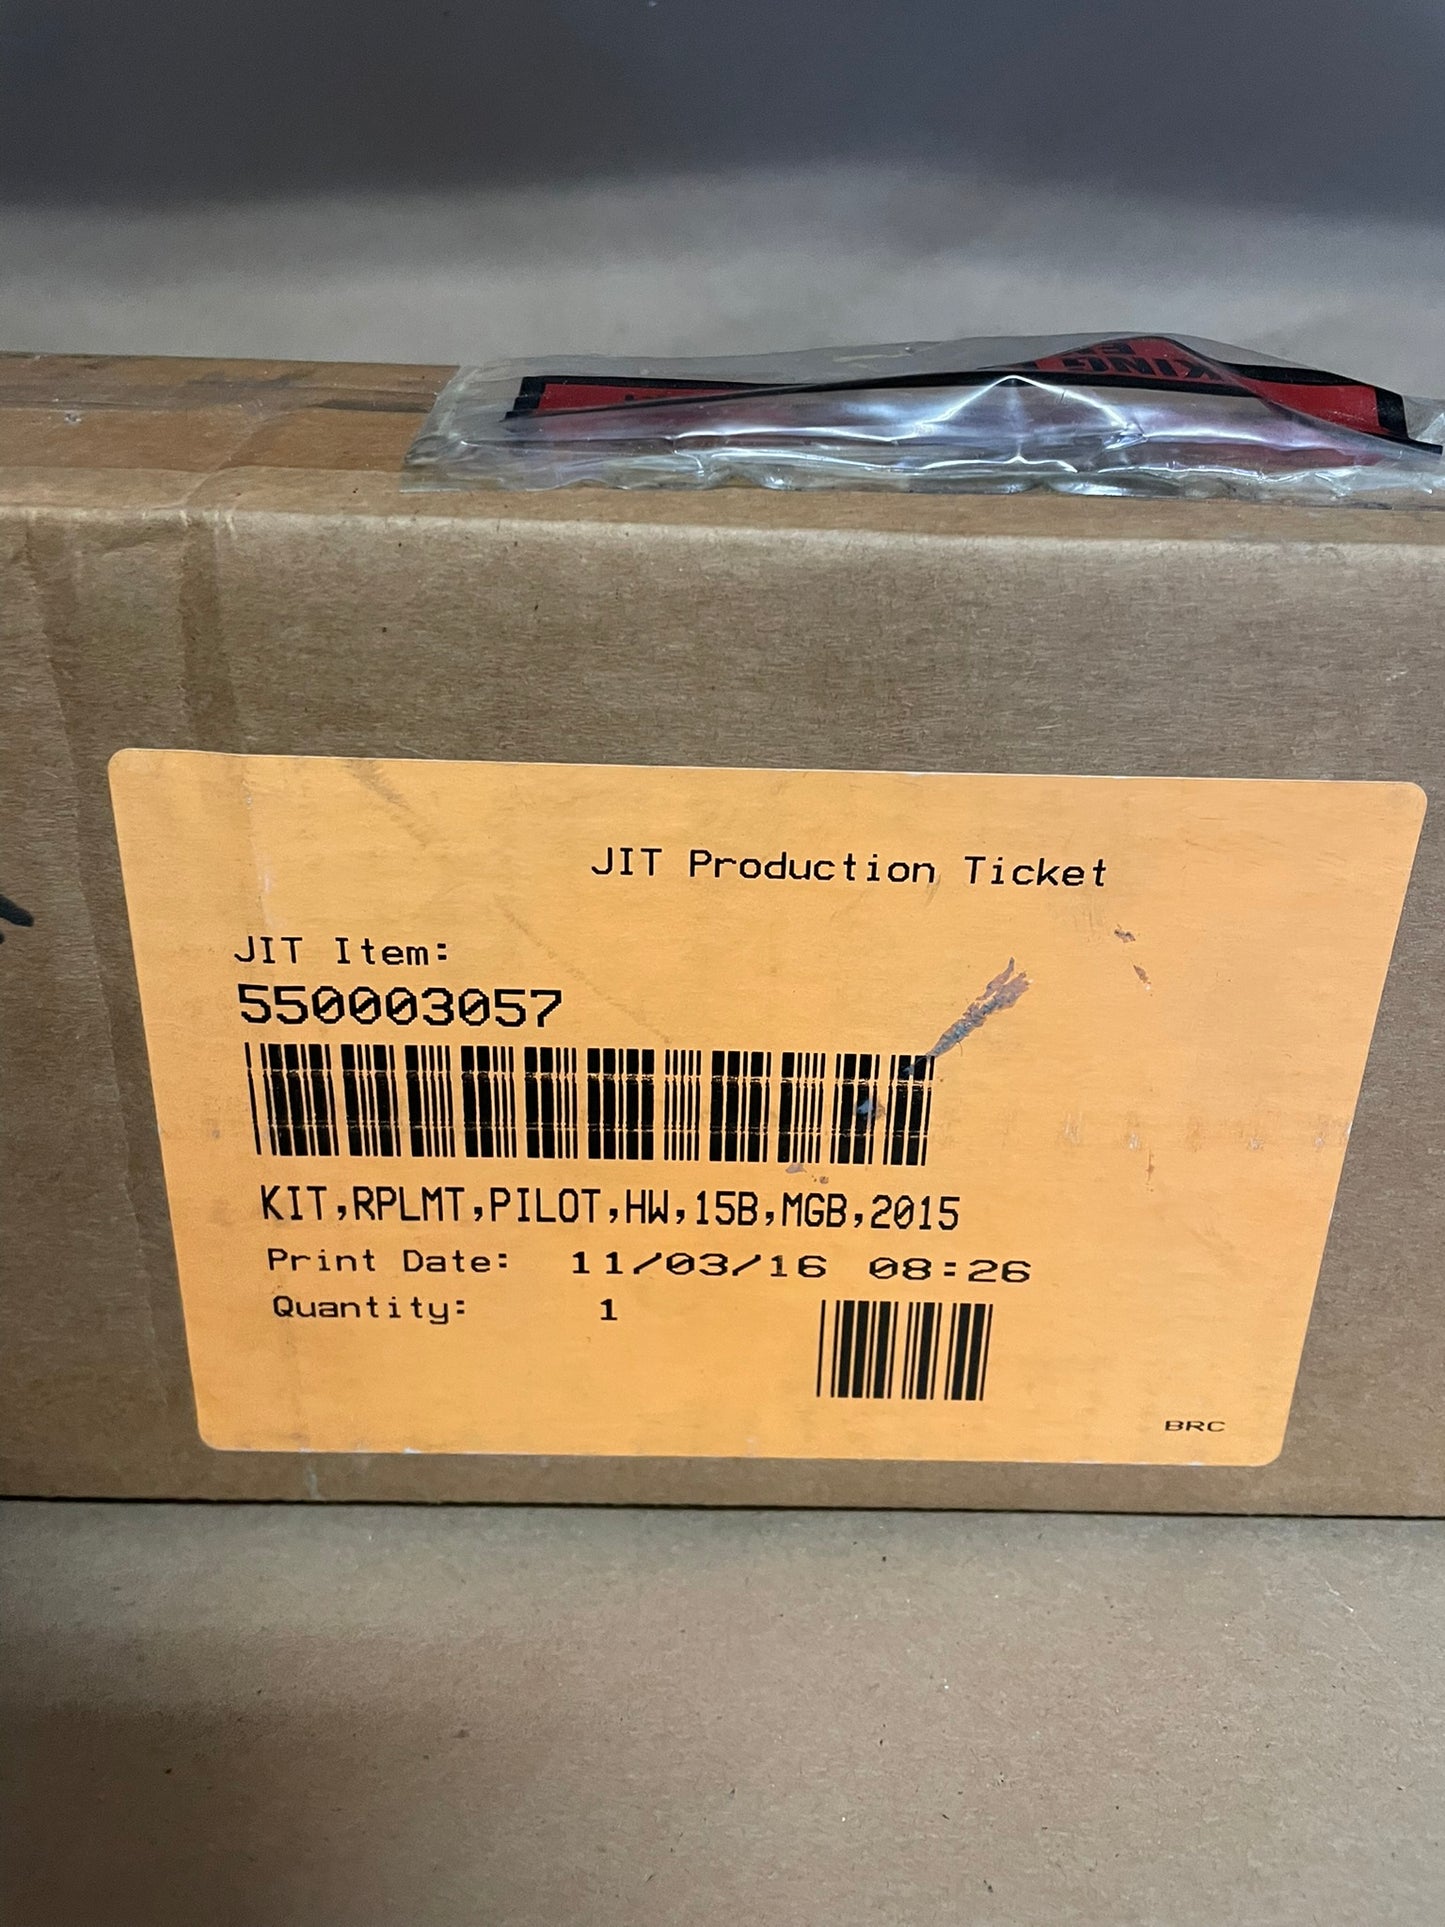 KING
JIT Production Ticket
JIT Item:
550003057
KIT,RPLMT,PILOT,HW,15B,MGB,2015
Print Date: 11/03/16 08:26
Quantity: 1
BRC